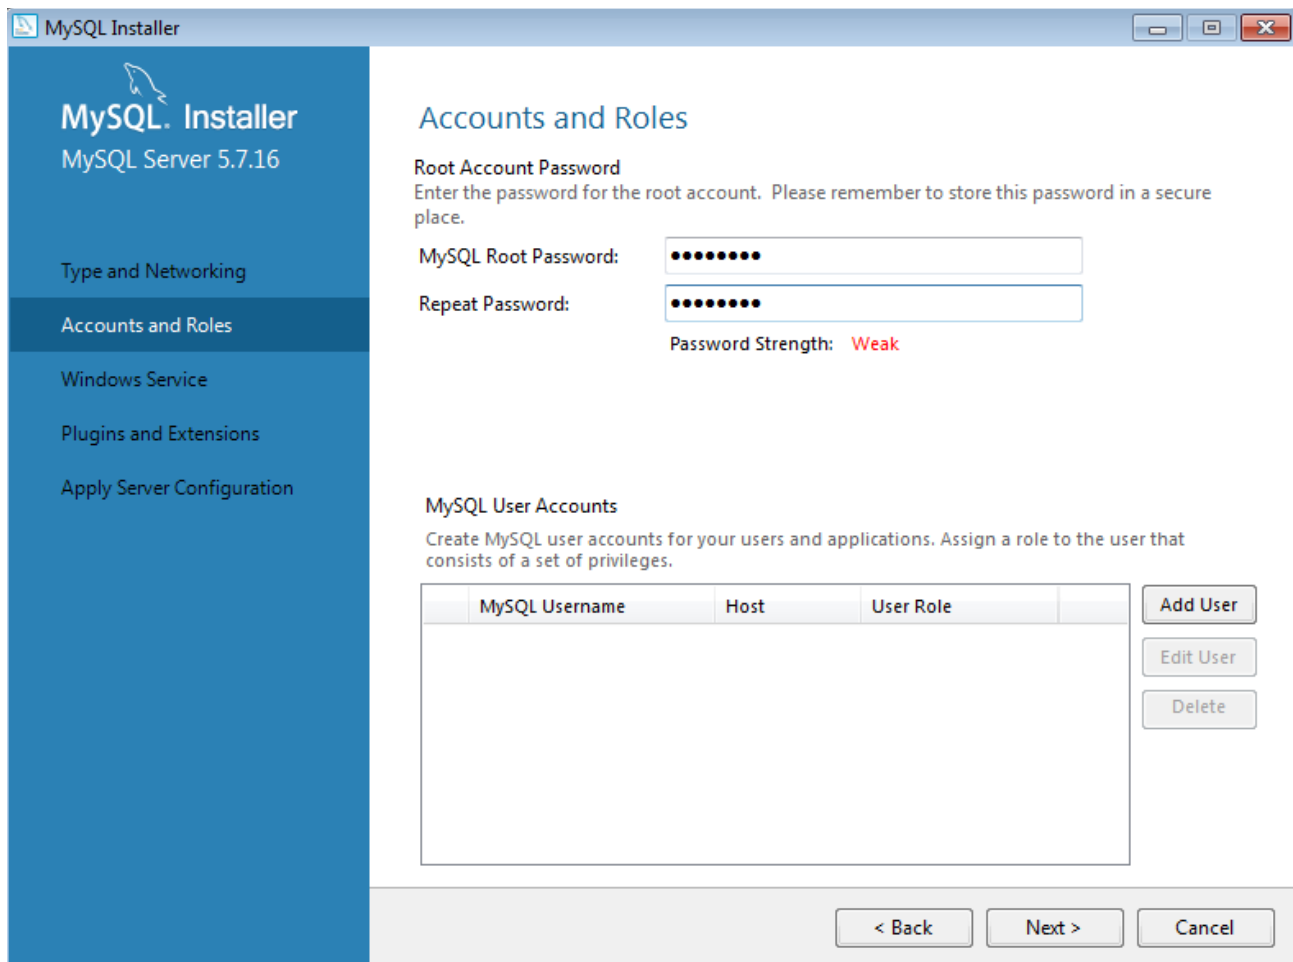 MySQL Installer
MySQL. Installer
MySQL Server 5.7.16
Type and Networking
Accounts and Roles
Windows Service
Plugins and Extensions
Apply Server Configuration
Accounts and Roles
Root Account Password
Enter the password for the root account.  Please remember to store this password in a secure
place.
MySQL Root Password: ●●●●●●●●
Repeat Password: ●●●●●●●●
Password Strength: Weak
MySQL User Accounts
Create MySQL user accounts for your users and applications. Assign a role to the user that
consists of a set of privileges.
MySQL Username Host User Role
Add User
Edit User
Delete
< Back Next > Cancel